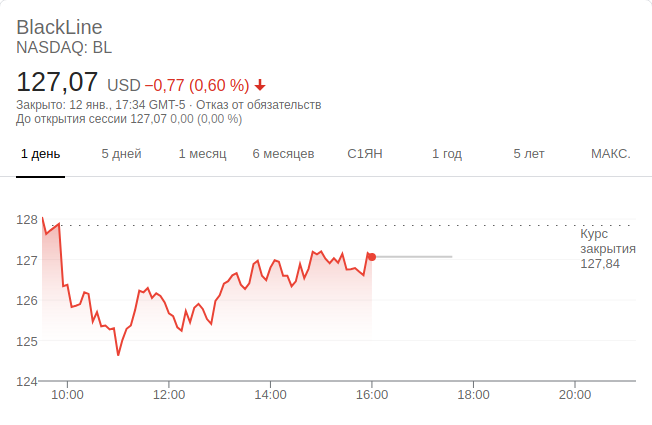 BlackLine
NASDAQ: BL
127,07 USD −0,77 (0,60 %)
Закрыто: 12 янв., 17:34 GMT-5 · Отказ от обязательств
До открытия сессии 127,07 0,00 (0,00 %)
1 день 5 дней 1 месяц 6 месяцев С1ЯН 1 год 5 лет МАКС.
128
Курс
закрытия
127,84
127
126
125
124
10:00 12:00 14:00 16:00 18:00 20:00